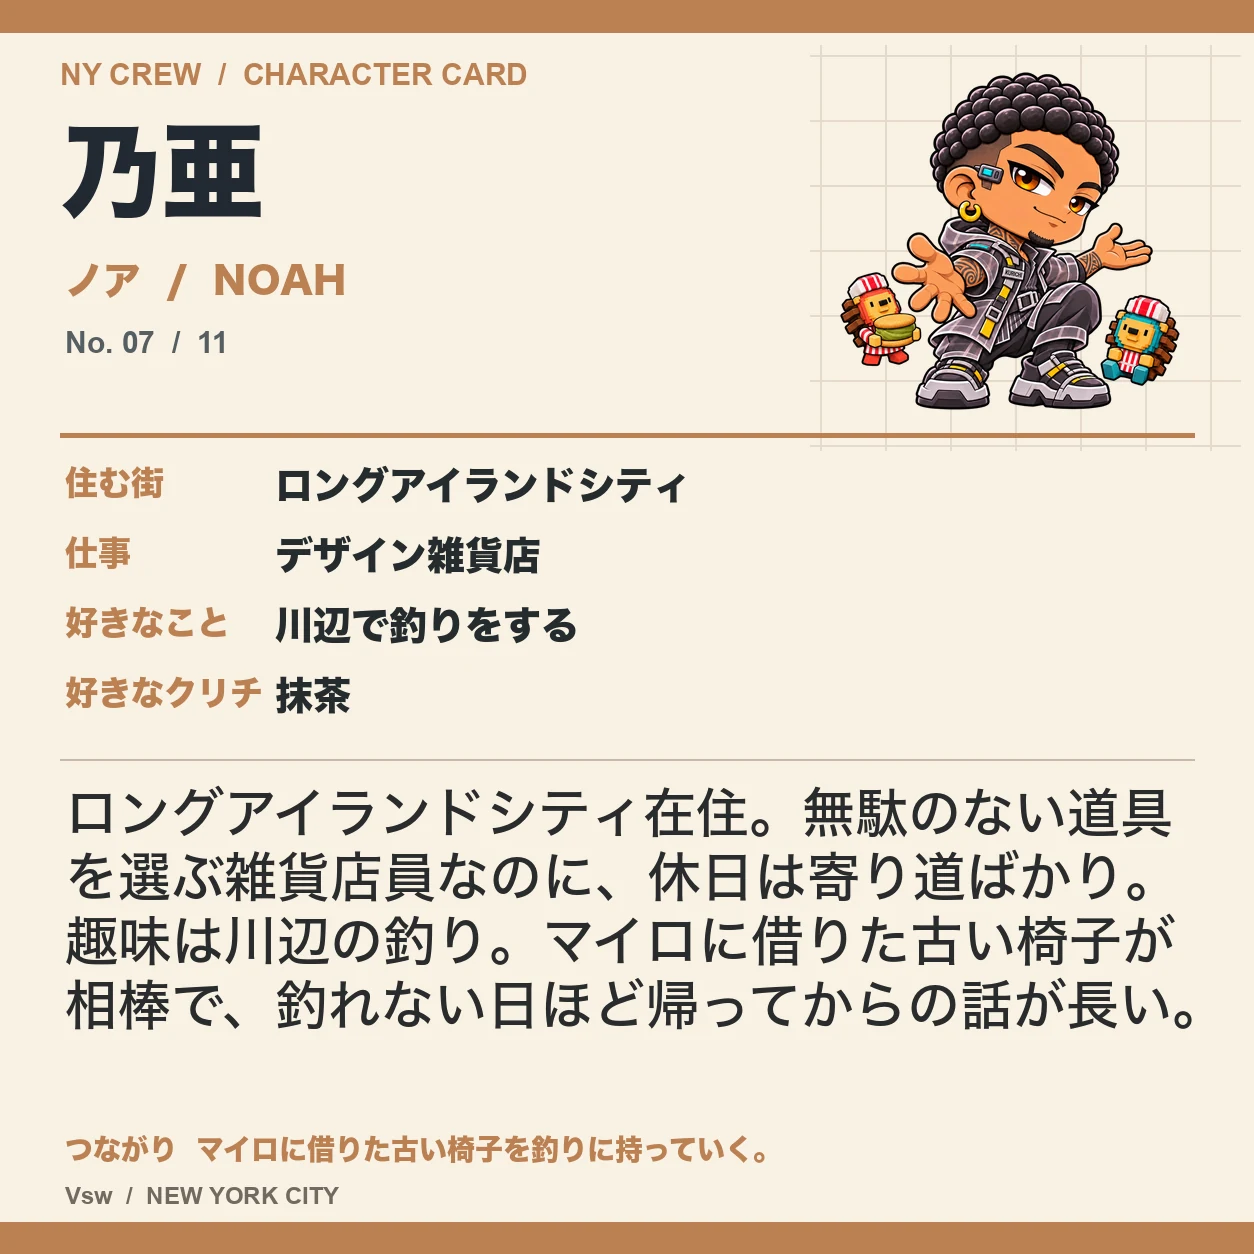 NY CREW / CHARACTER CARD
乃亜
ノア / NOAH
No. 07 / 11
KURICHI
住む街 ロングアイランドシティ
仕事 デザイン雑貨店
好きなこと 川辺で釣りをする
好きなクリチ 抹茶
ロングアイランドシティ在住。無駄のない道具
を選ぶ雑貨店員なのに、休日は寄り道ばかり。
趣味は川辺の釣り。マイロに借りた古い椅子が
相棒で、釣れない日ほど帰ってからの話が長い。
つながり マイロに借りた古い椅子を釣りに持っていく。
Vsw / NEW YORK CITY